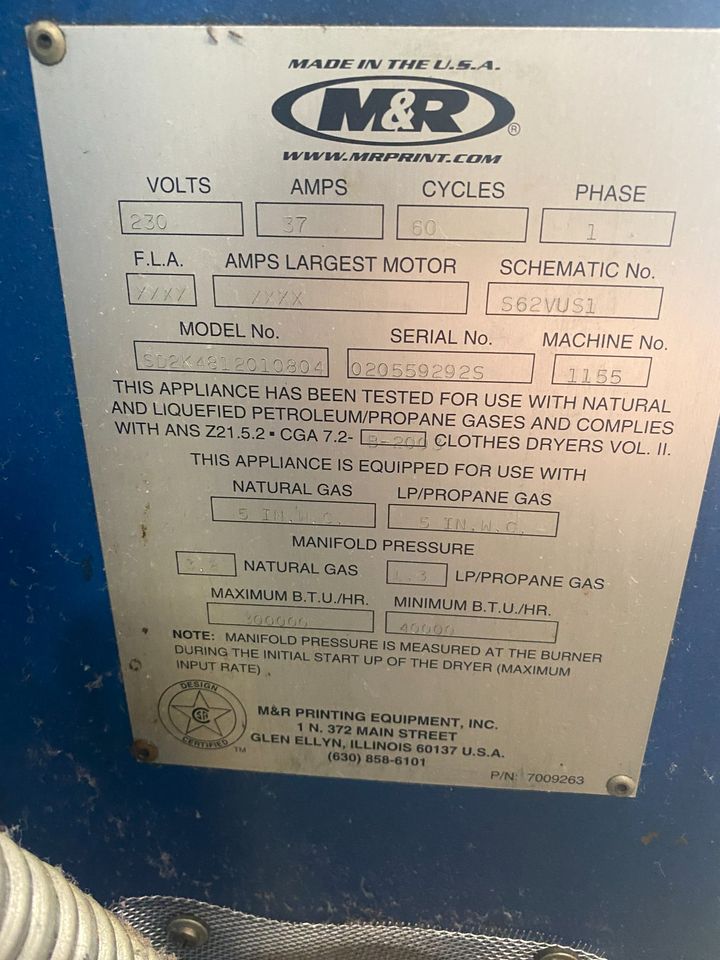 MADE IN THE U.S.A.
M&R®
WWW.MRPRINT.COM
VOLTS AMPS CYCLES PHASE
230 37 60 1
F.L.A. AMPS LARGEST MOTOR SCHEMATIC No.
XXXX XXXX S62VUS1
MODEL No. SERIAL No. MACHINE No.
SD2K4812010804 020559292S 1155
THIS APPLIANCE HAS BEEN TESTED FOR USE WITH NATURAL
AND LIQUEFIED PETROLEUM/PROPANE GASES AND COMPLIES
WITH ANS Z21.5.2 ▪ CGA 7.2- CLOTHES DRYERS VOL. II.
THIS APPLIANCE IS EQUIPPED FOR USE WITH
NATURAL GAS LP/PROPANE GAS
5 IN.W.C. 5 IN.W.C.
MANIFOLD PRESSURE
NATURAL GAS LP/PROPANE GAS
MAXIMUM B.T.U./HR. MINIMUM B.T.U./HR.
300000 40000
NOTE: MANIFOLD PRESSURE IS MEASURED AT THE BURNER
DURING THE INITIAL START UP OF THE DRYER (MAXIMUM
INPUT RATE)
DESIGN
CERTIFIED TM
M&R PRINTING EQUIPMENT, INC.
1 N. 372 MAIN STREET
GLEN ELLYN, ILLINOIS 60137 U.S.A.
(630) 858-6101
P/N: 7009263